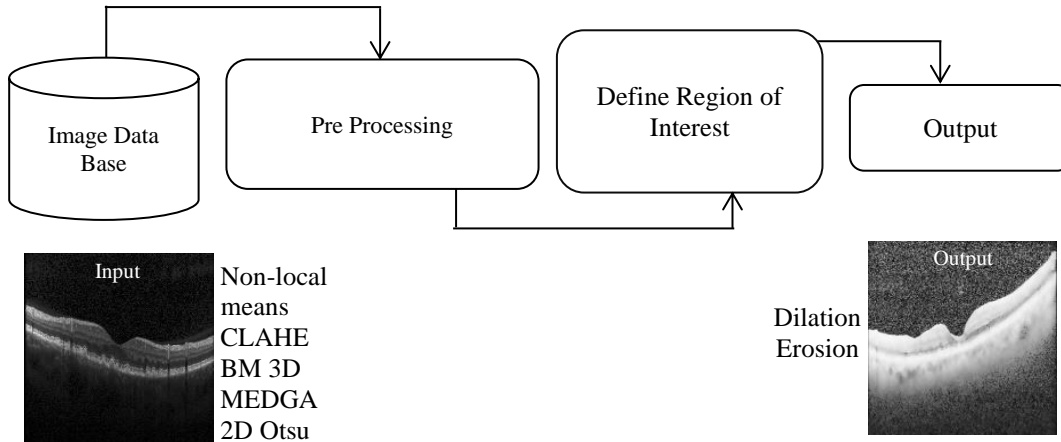 Image Data
Base
Pre Processing
Define Region of
Interest
Output
Input
Non-local
means
CLAHE
BM 3D
MEDGA
2D Otsu
Dilation
Erosion
Output